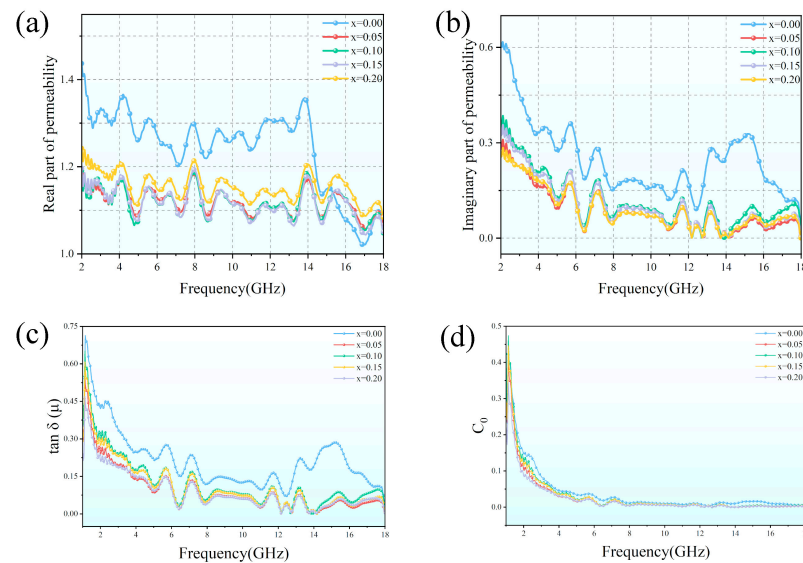 (a)
x=0.00
x=0.05
x=0.10
x=0.15
x=0.20
Real part of permeability
1.4
1.2
1.0
2 4 6 8 10 12 14 16 18
Frequency(GHz)
(b)
x=0.00
x=0.05
x=0.10
x=0.15
x=0.20
Imaginary part of permeability
0.6
0.3
0.0
2 4 6 8 10 12 14 16 18
Frequency(GHz)
(c)
x=0.00
x=0.05
x=0.10
x=0.15
x=0.20
tan δ (μ)
0.75
0.60
0.45
0.30
0.15
0.00
2 4 6 8 10 12 14 16 18
Frequency(GHz)
(d)
x=0.00
x=0.05
x=0.10
x=0.15
x=0.20
C₀
0.5
0.4
0.3
0.2
0.1
0.0
2 4 6 8 10 12 14 16 18
Frequency(GHz)